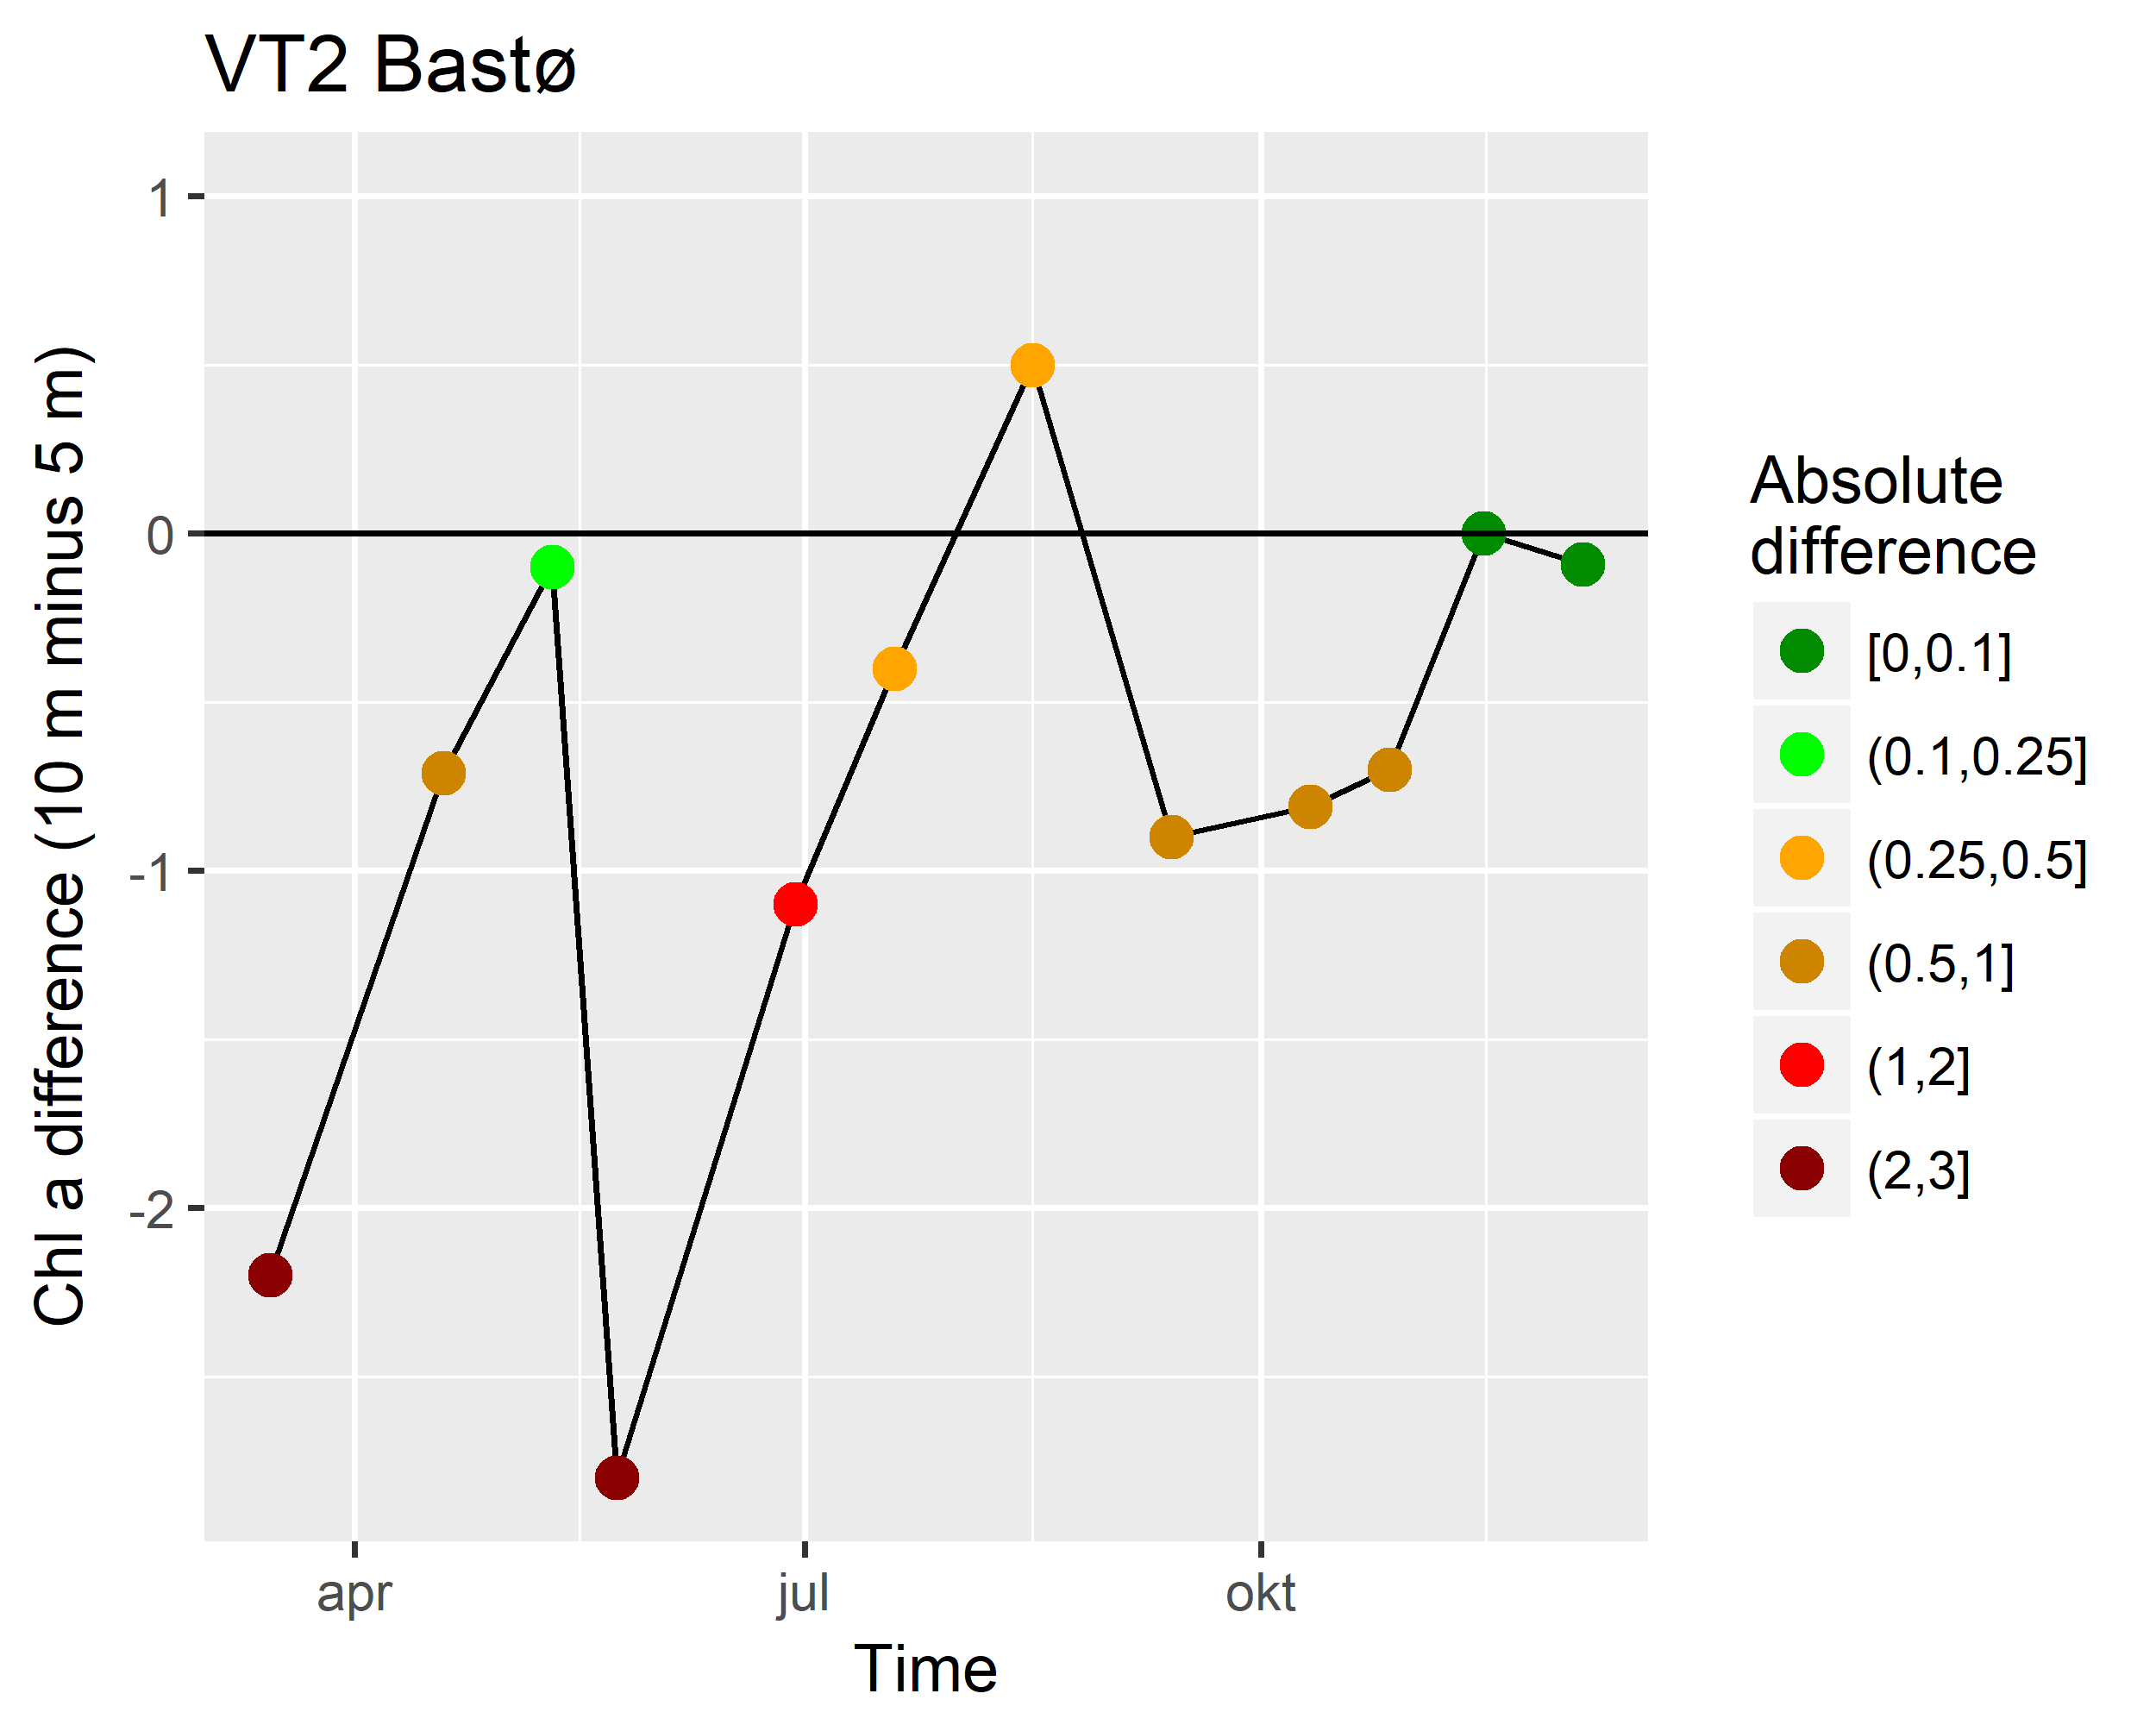 VT2 Bastø
Chl a difference (10 m minus 5 m)
1
0
-1
-2
apr
jul
okt
Time
Absolute
difference
[0,0.1]
(0.1,0.25]
(0.25,0.5]
(0.5,1]
(1,2]
(2,3]